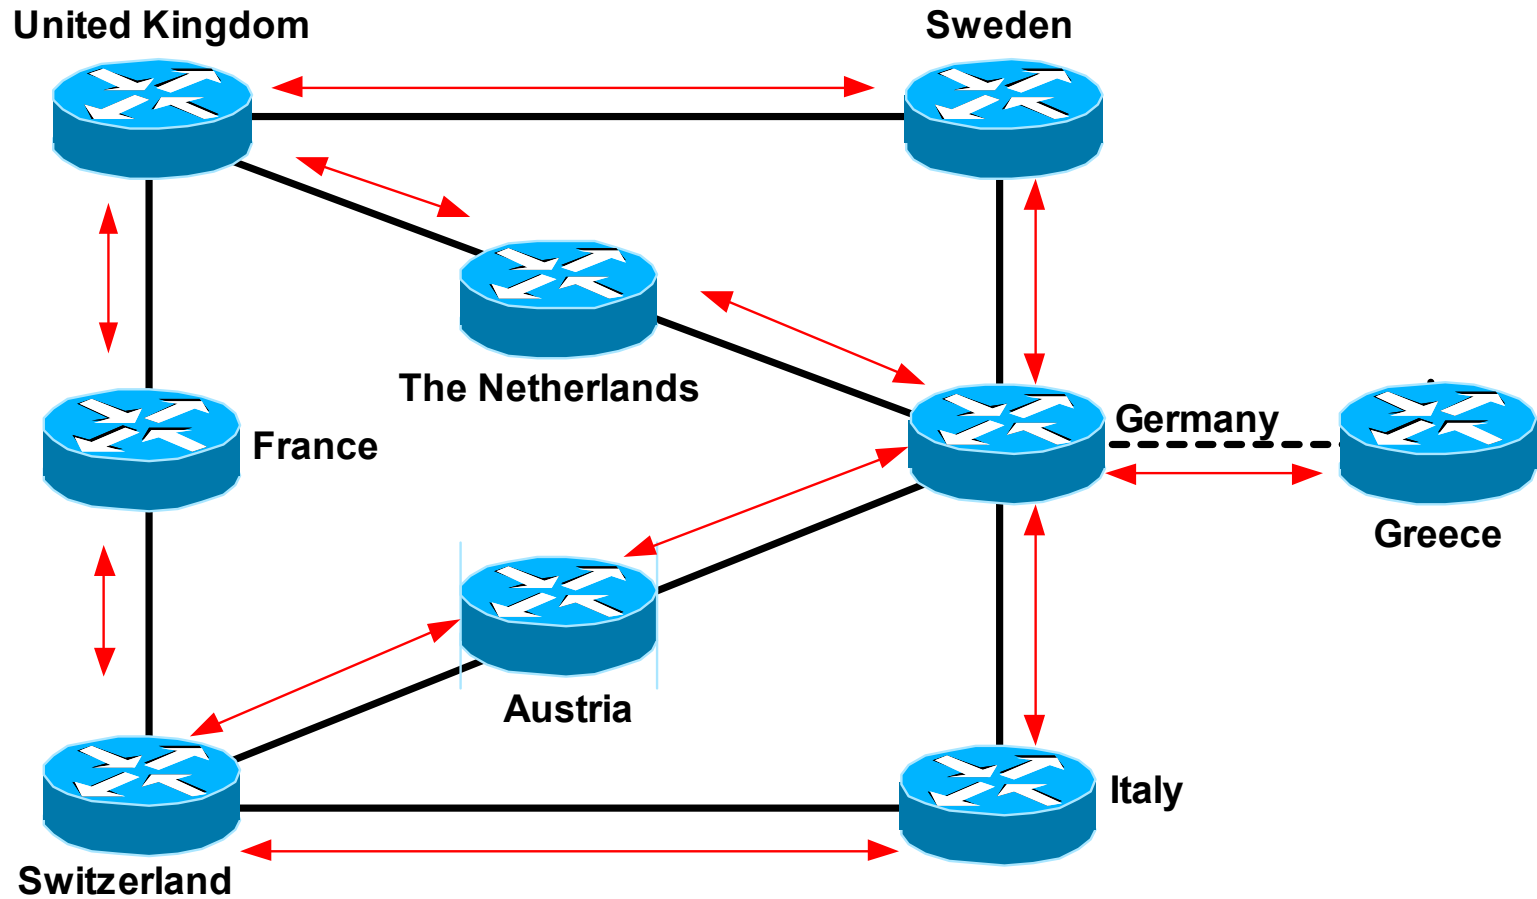 United Kingdom
Sweden
The Netherlands
Germany
France
Greece
Austria
Italy
Switzerland